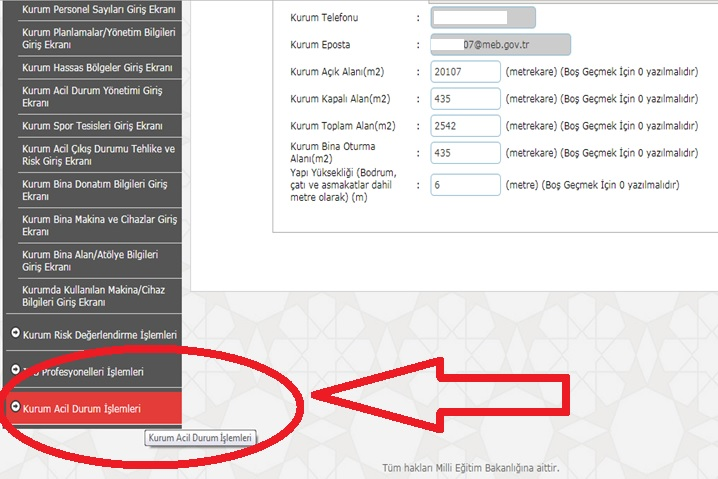 Kurum Personel Sayıları Giriş Ekranı
Kurum Planlamalar/Yönetim Bilgileri
Giriş Ekranı
Kurum Hassas Bölgeler Giriş Ekranı
Kurum Acil Durum Yönetimi Giriş
Ekranı
Kurum Spor Tesisleri Giriş Ekranı
Kurum Acil Çıkış Durumu Tehlike ve
Risk Giriş Ekranı
Kurum Bina Donatım Bilgileri Giriş
Ekranı
Kurum Bina Makina ve Cihazlar Giriş
Ekranı
Kurum Bina Alan/Atölye Bilgileri
Giriş Ekranı
Kurumda Kullanılan Makina/Cihaz
Bilgileri Giriş Ekranı
Kurum Risk Değerlendirme İşlemleri
Profesyonelleri İşlemleri
Kurum Acil Durum İşlemleri
Kurum Acil Durum İşlemleri
Kurum Telefonu :
Kurum Eposta : 07@meb.gov.tr
Kurum Açık Alanı(m2) : 20107 (metrekare) (Boş Geçmek İçin 0 yazılmalıdır)
Kurum Kapalı Alan(m2) : 435 (metrekare) (Boş Geçmek İçin 0 yazılmalıdır)
Kurum Toplam Alan(m2) : 2542 (metrekare) (Boş Geçmek İçin 0 yazılmalıdır)
Kurum Bina Oturma
Alanı(m2) : 435 (metrekare) (Boş Geçmek İçin 0 yazılmalıdır)
Yapı Yüksekliği (Bodrum,
çatı ve asmakatlar dahil : 6 (metre) (Boş Geçmek İçin 0 yazılmalıdır)
metre olarak) (m)
Tüm hakları Milli Eğitim Bakanlığına aittir.